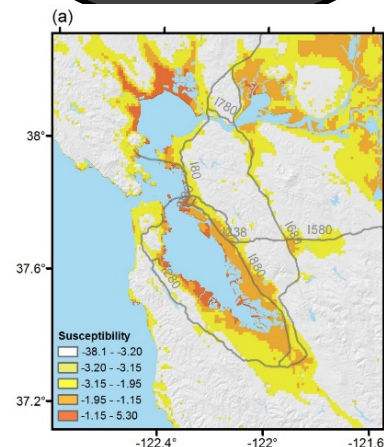 (a)
I780
38°
I80
I580
I238
I680
I880
37.6°
I280
Susceptibility
-38.1 - -3.20
-3.20 - -3.15
-3.15 - -1.95
-1.95 - -1.15
-1.15 - 5.30
37.2°
-122.4 -122 -121.6